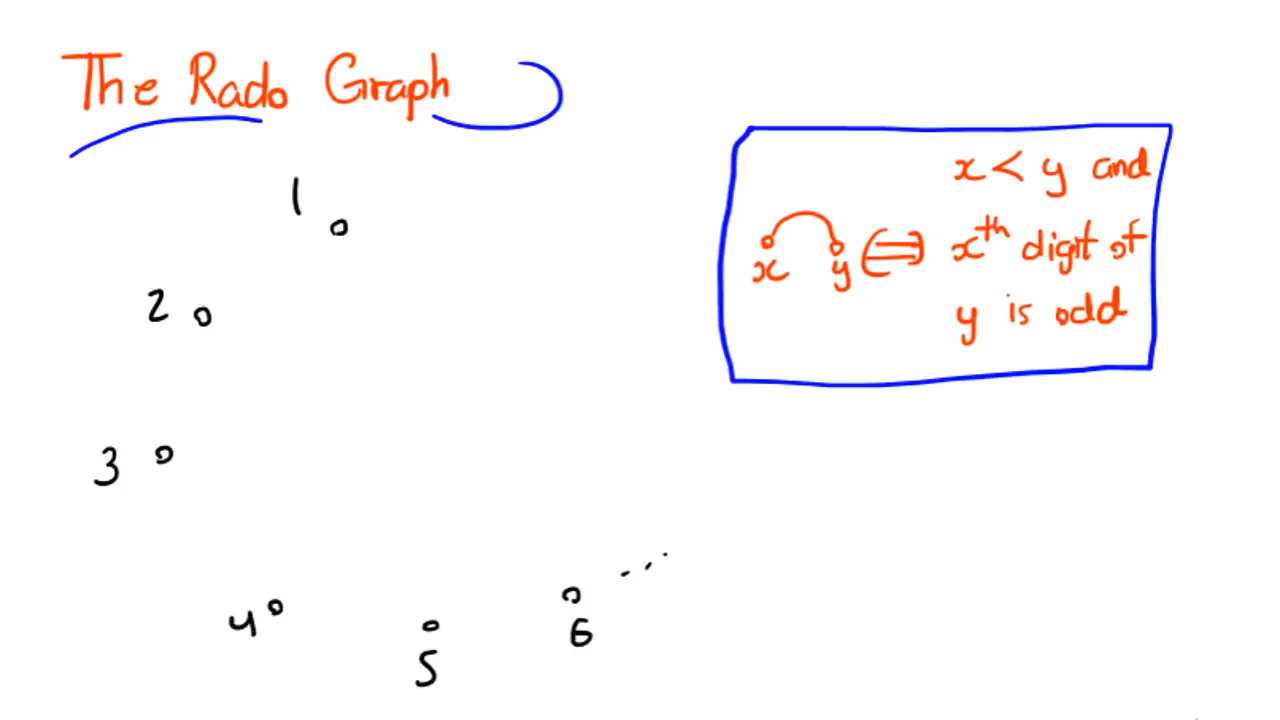 The Rado Graph
1
2
3
4
5
6
...
x < y and
x y ⟺ xth digit of
y is odd